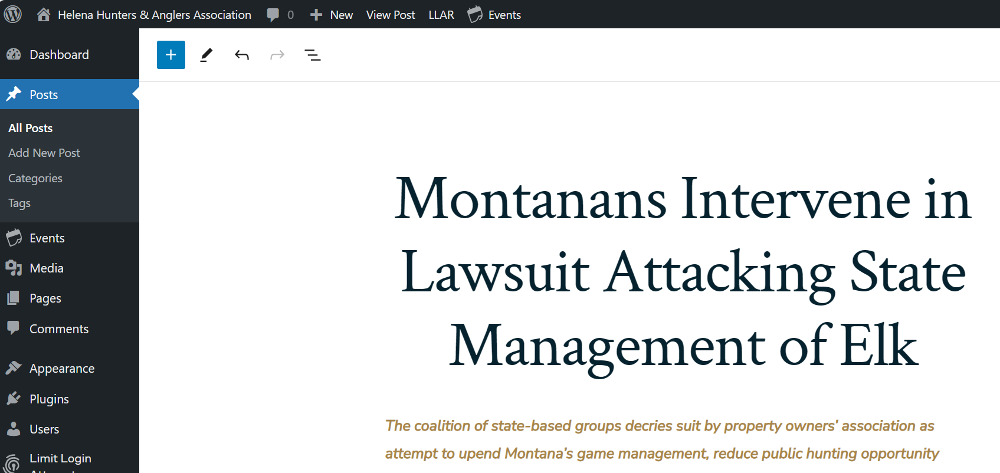 Helena Hunters & Anglers Association 0 New View Post LLAR Events
Dashboard
Posts
All Posts
Add New Post
Categories
Tags
Events
Media
Pages
Comments
Appearance
Plugins
Users
Limit Login
Montanans Intervene in
Lawsuit Attacking State
Management of Elk
The coalition of state-based groups decries suit by property owners’ association as
attempt to upend Montana’s game management, reduce public hunting opportunity